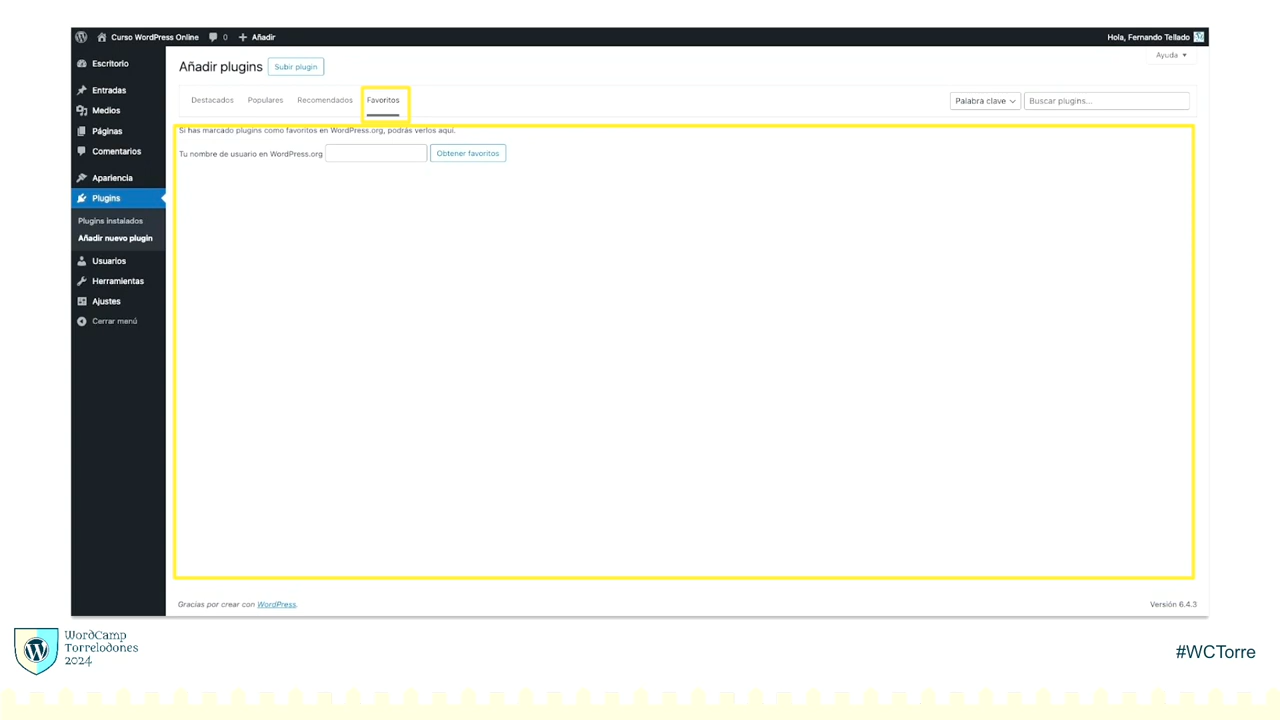 Curso WordPress Online 0 Añadir Hola, Fernando Tellado
Escritorio
Entradas
Medios
Páginas
Comentarios
Apariencia
Plugins
Plugins instalados
Añadir nuevo plugin
Usuarios
Herramientas
Ajustes
Cerrar menú
Ayuda
Añadir plugins Subir plugin
Destacados Populares Recomendados Favoritos Palabra clave Buscar plugins...
Si has marcado plugins como favoritos en WordPress.org, podrás verlos aquí.
Tu nombre de usuario en WordPress.org Obtener favoritos
Gracias por crear con WordPress. Versión 6.4.3
WordCamp
Torrelodones
2024
#WCTorre